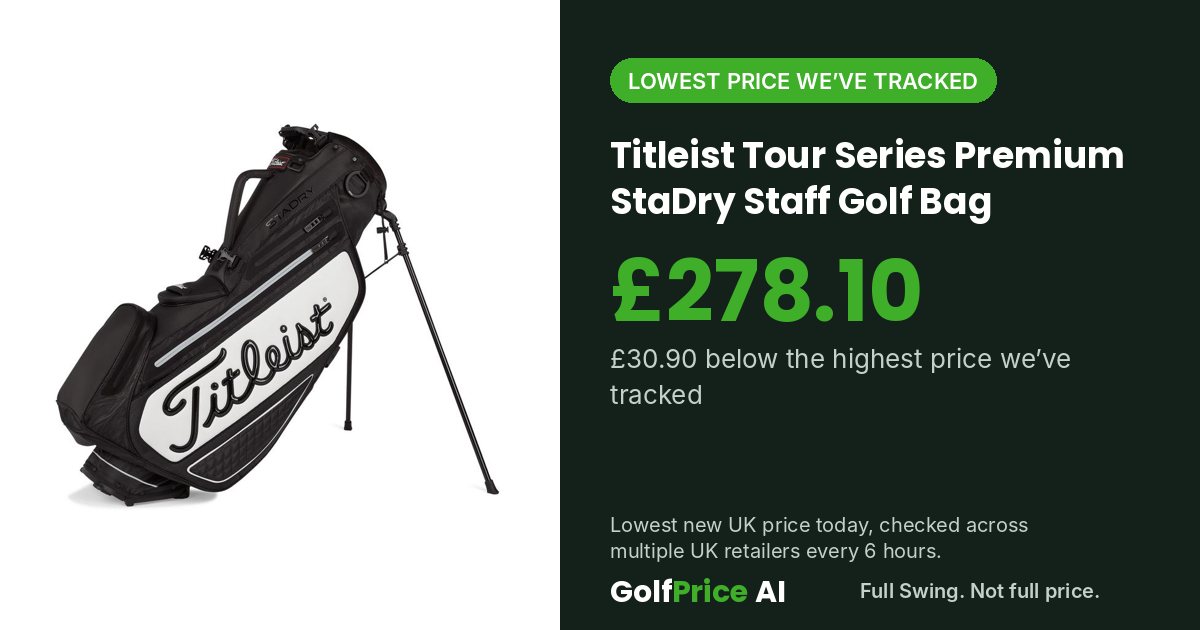 STADRY
Titleist
LOWEST PRICE WE’VE TRACKED
Titleist Tour Series Premium
StaDry Staff Golf Bag
£278.10
£30.90 below the highest price we’ve
tracked
Lowest new UK price today, checked across
multiple UK retailers every 6 hours.
GolfPrice AI
Full Swing. Not full price.